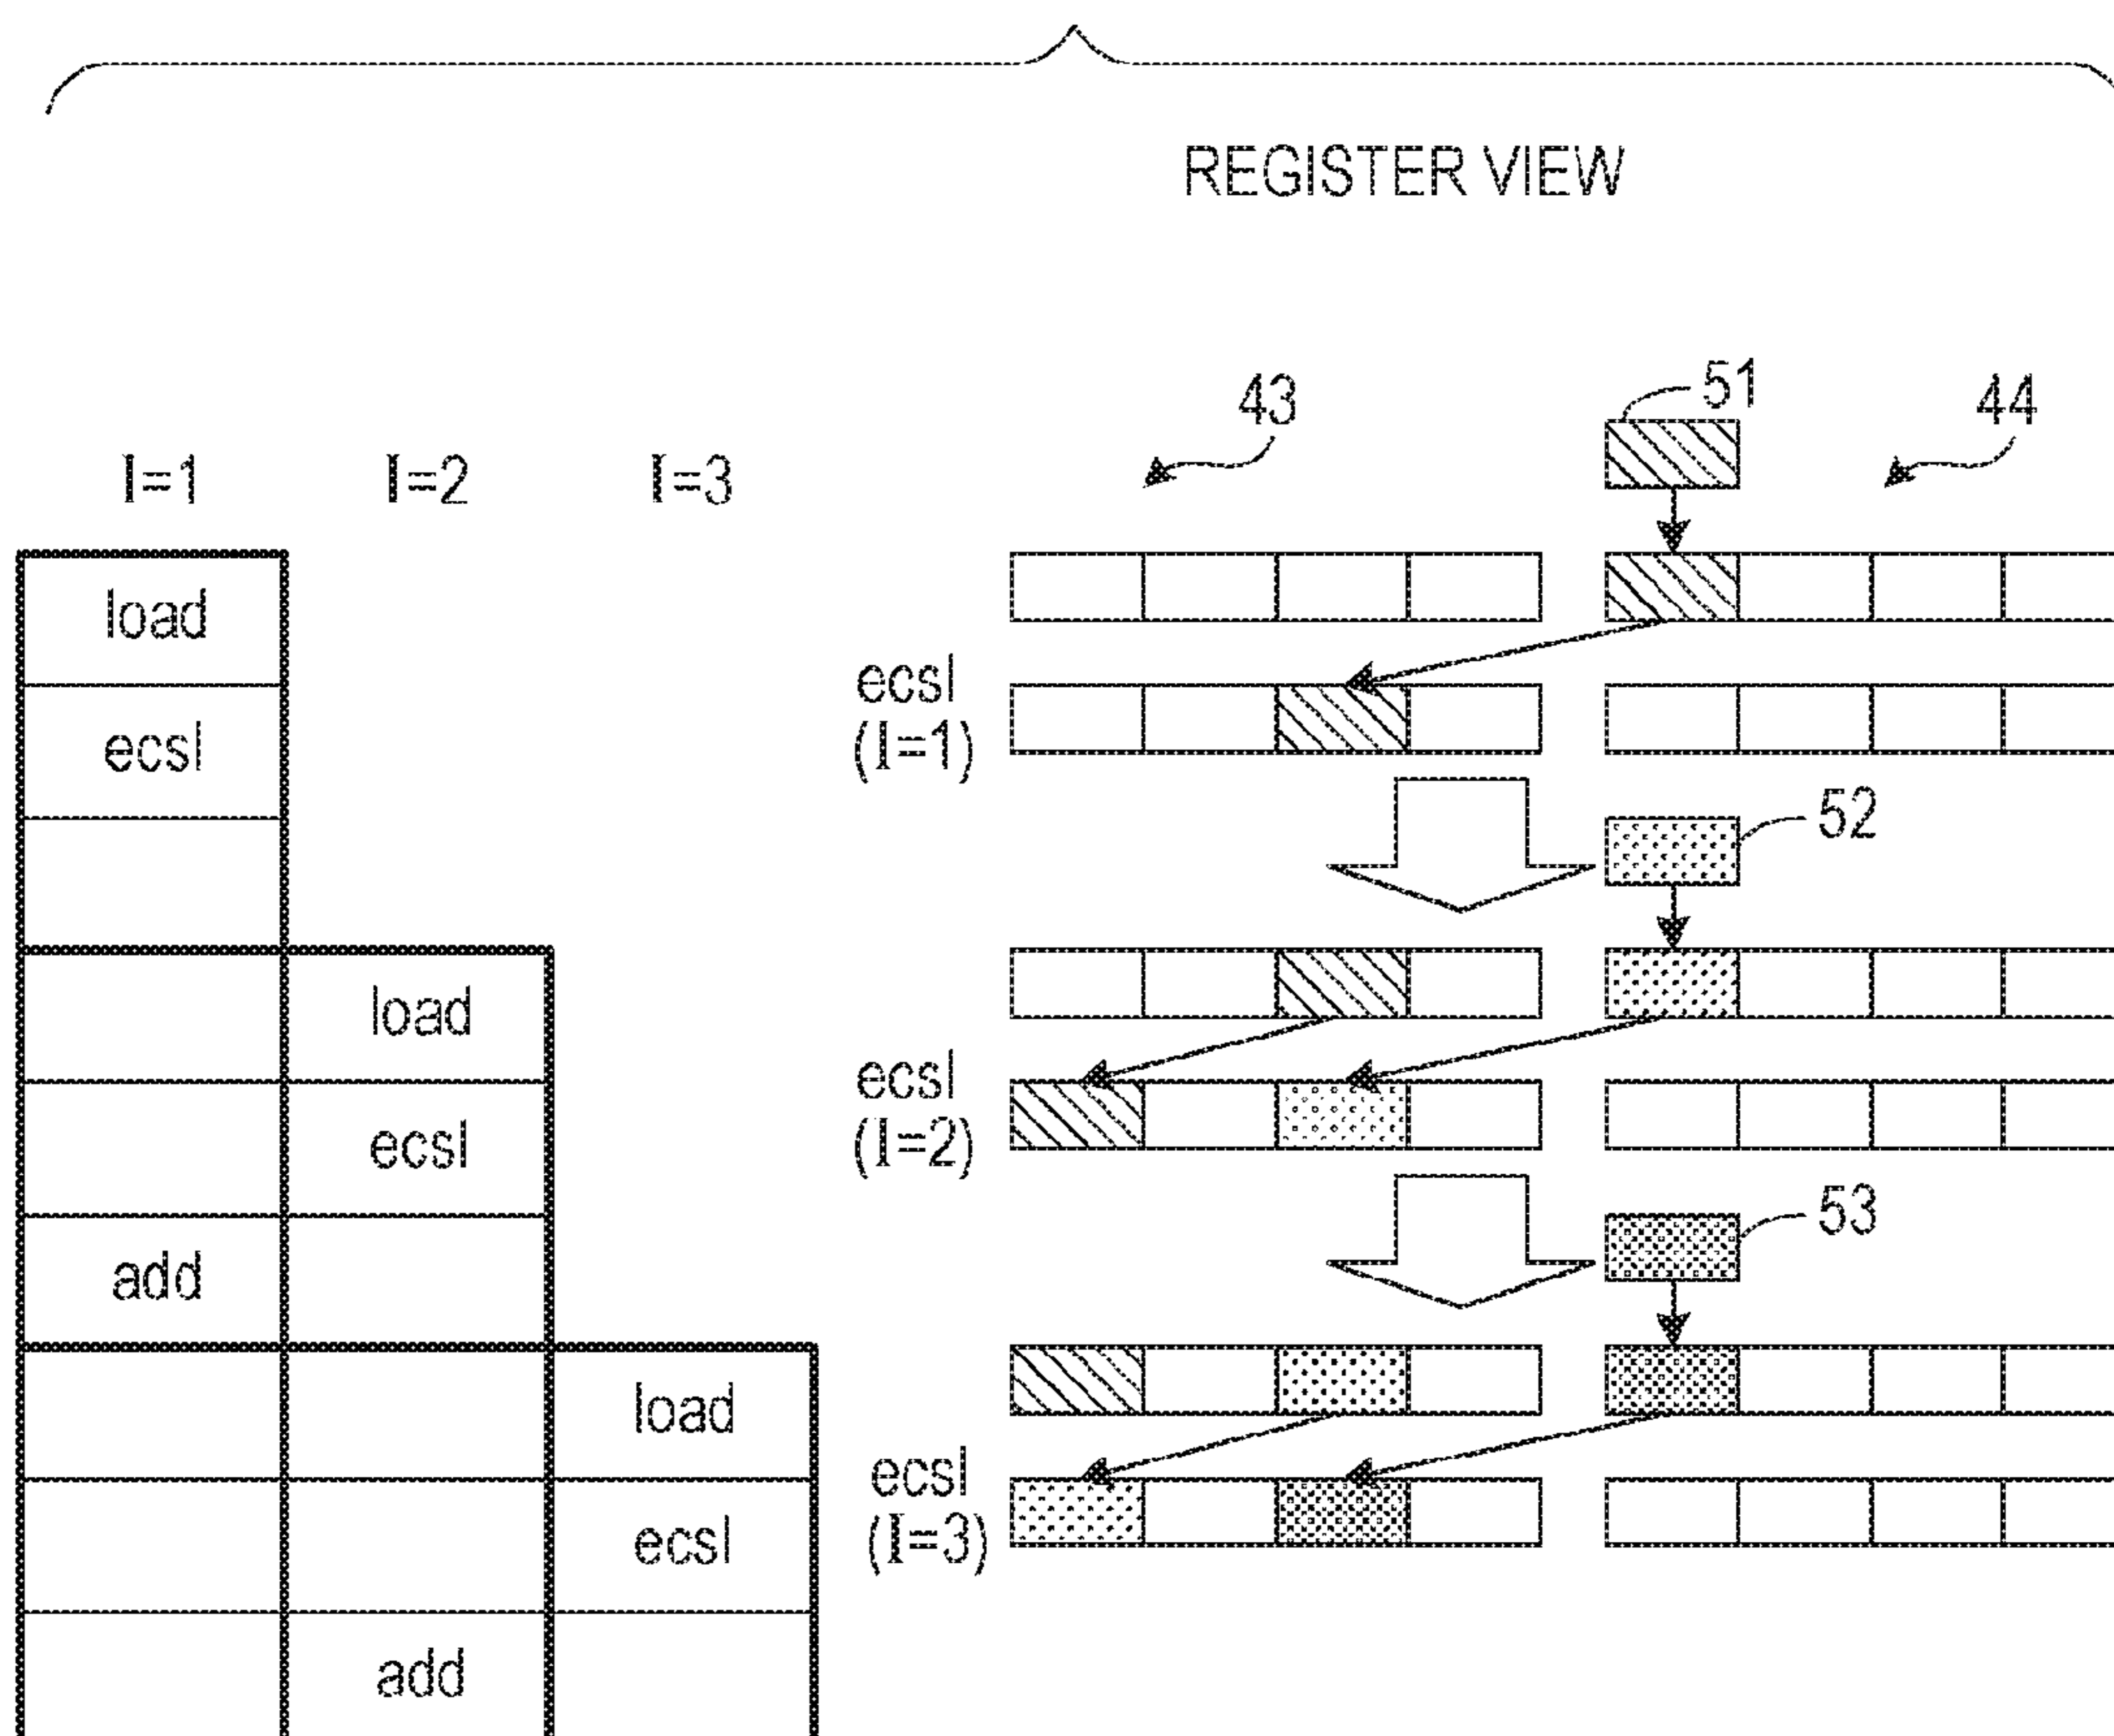 REGISTER VIEW
43
51
44
I=1 I=2 I=3
load
ecsl
(I=1)
ecsl
52
load
ecsl
(I=2)
ecsl
53
add
load
ecsl
(I=3)
ecsl
add